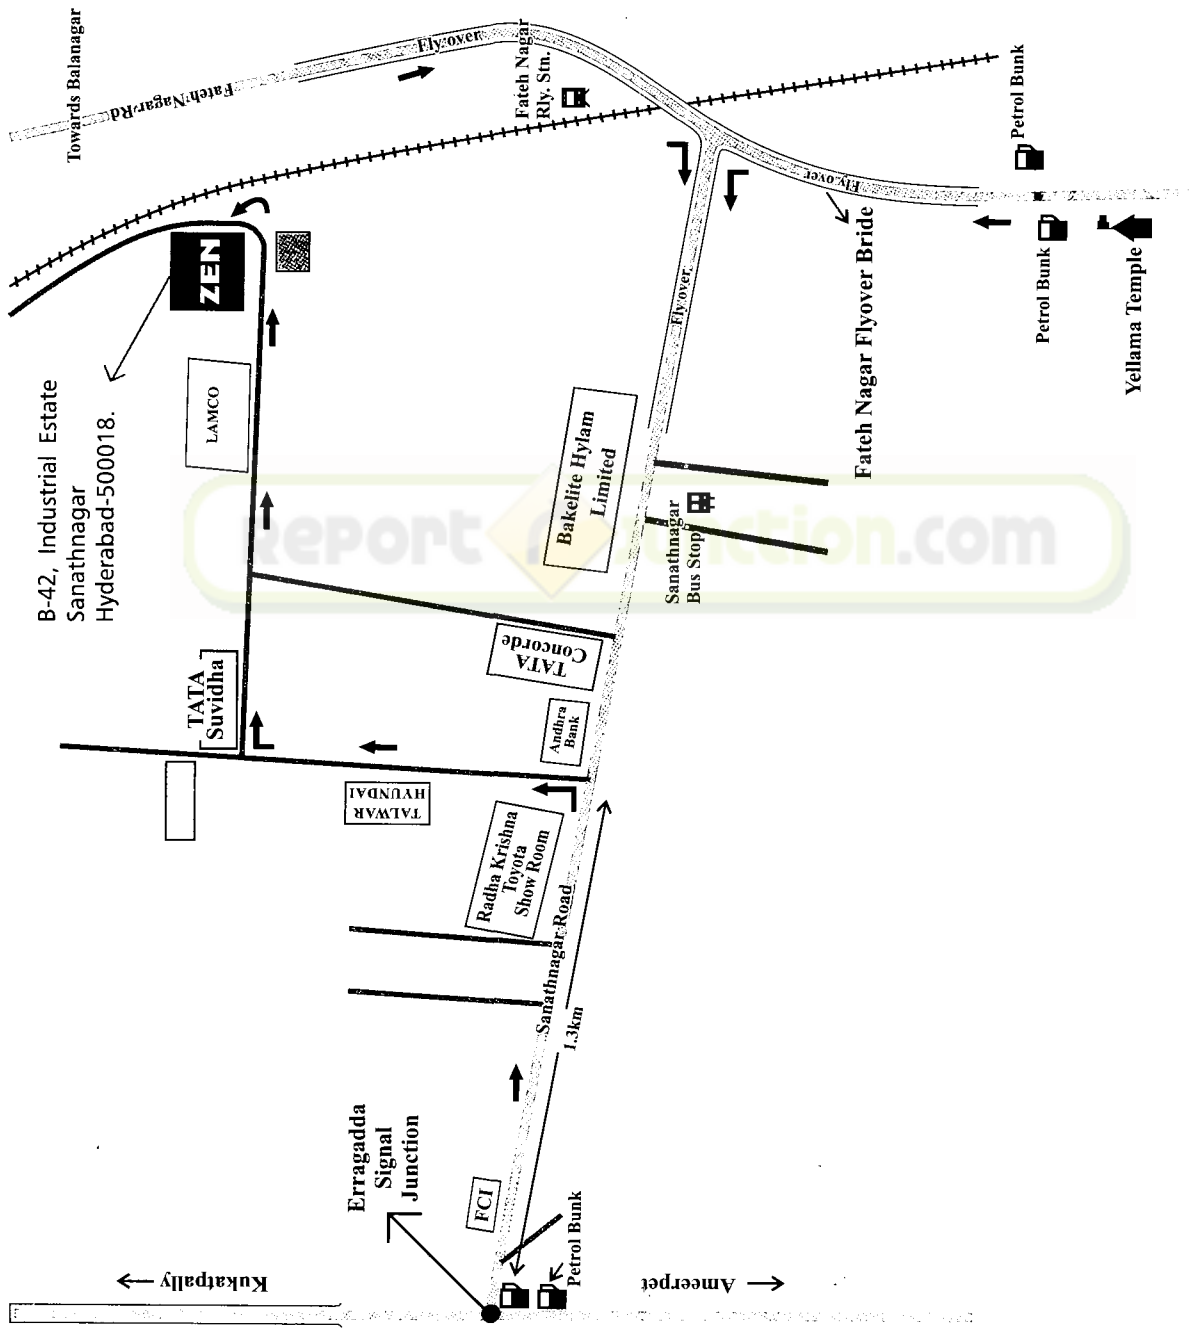 Towards Balanagar
Fateh Nagar Rd
Fly over
Fateh Nagar
Rly. Stn.
Petrol Bunk
Fly over
Fateh Nagar Flyover Bride
Petrol Bunk
Yellama Temple
Fly over
ZEN
B-42, Industrial Estate
Sanathnagar
Hyderabad-500018.
LAMCO
Bakelite Hylam
Limited
Sanathnagar
Bus Stop
TATA
Concorde
TATA
Suvidha
Andhra
Bank
TALWAR
HYUNDAI
Radha Krishna
Toyota
Show Room
Sanathnagar Road
1.3km
Erragadda
Signal
Junction
FCI
Petrol Bunk
Kukatpally
Ameerpet
Report Junction.com